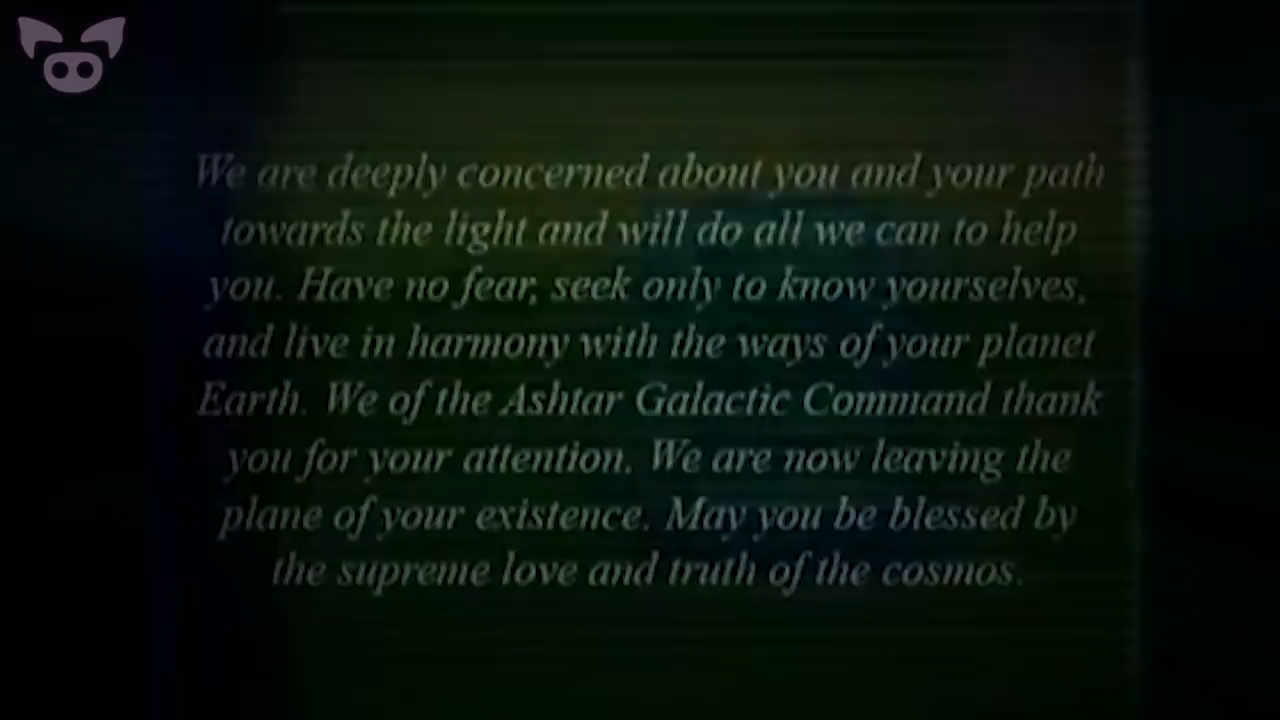 We are deeply concerned about you and your path
towards the light and will do all we can to help
you. Have no fear, seek only to know yourselves,
and live in harmony with the ways of your planet
Earth. We of the Ashtar Galactic Command thank
you for your attention. We are now leaving the
plane of your existence. May you be blessed by
the supreme love and truth of the cosmos.